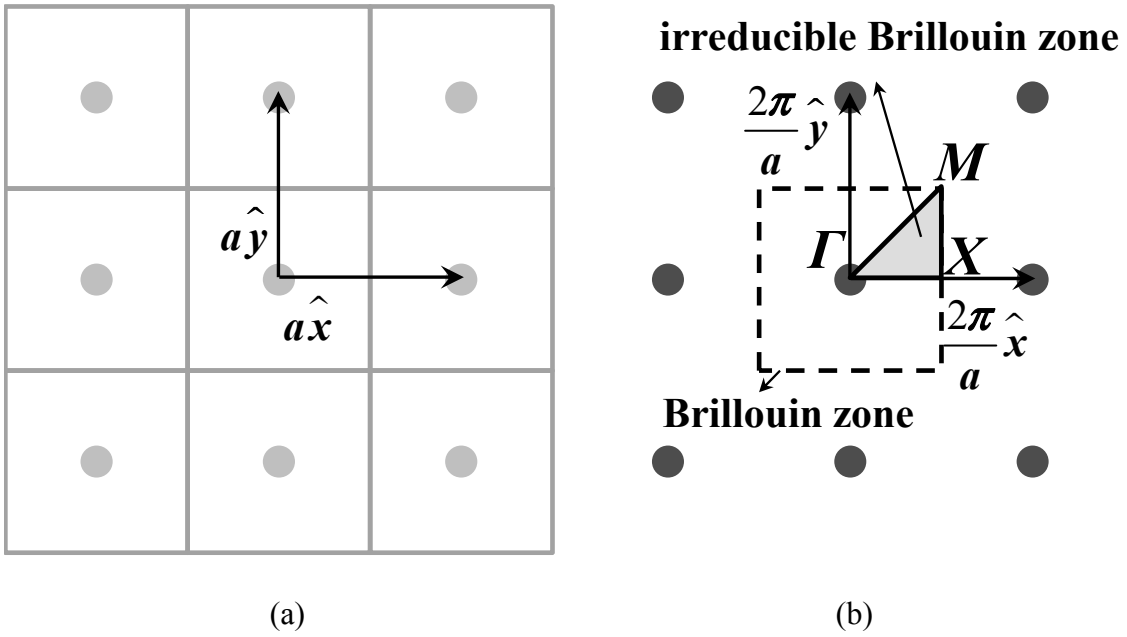 irreducible Brillouin zone
2π/a ŷ
M
aŷ
Γ
X
ax̂
2π/a x̂
Brillouin zone
(a)
(b)